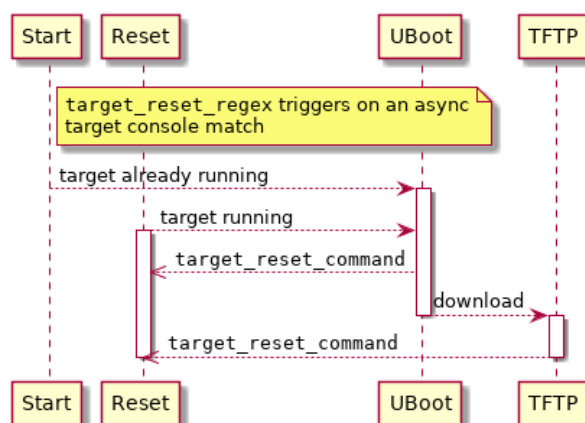 Start Reset UBoot TFTP
target_reset_regex triggers on an async
target console match
target already running
target running
target_reset_command
download
target_reset_command
Start Reset UBoot TFTP